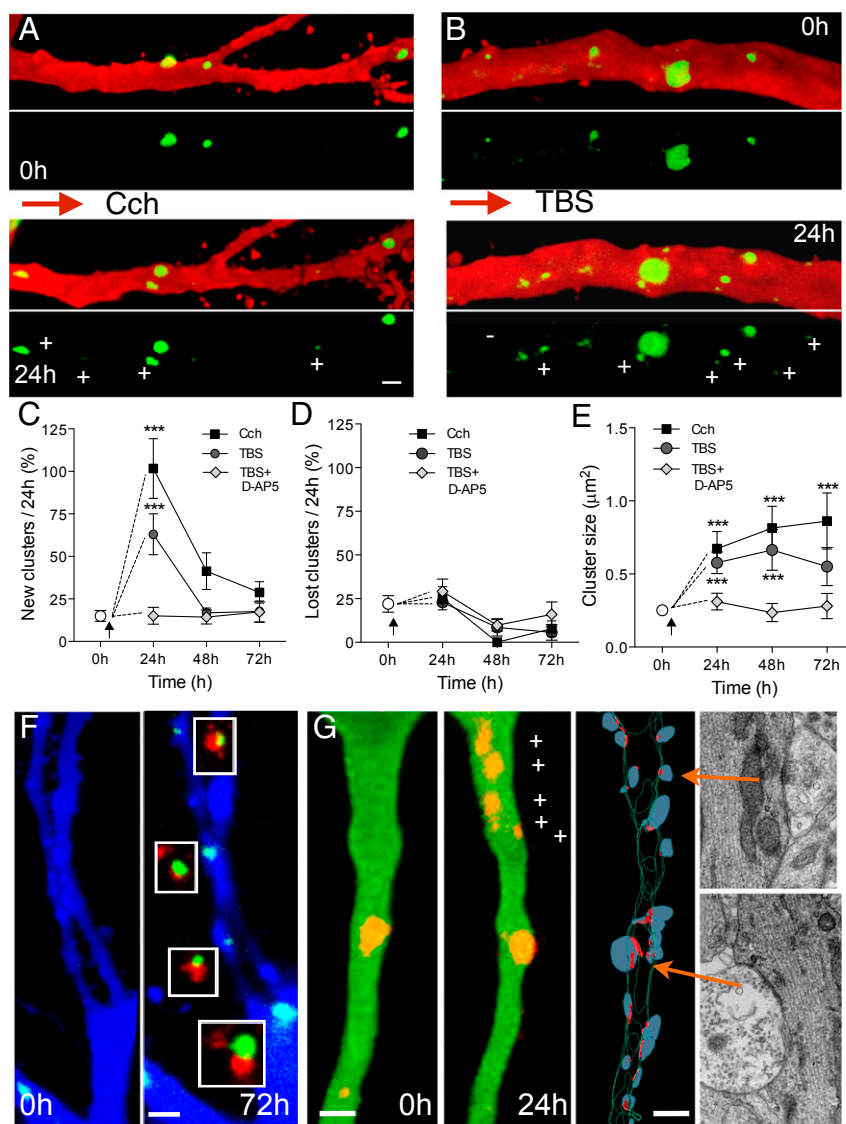 A
B
0h
0h
Cch
TBS
24h
+
+
+
+
24h
-
+
+
+
+
+
C
New clusters / 24h (%)
125
100
75
50
25
0
***
***
Cch
TBS
TBS+
D-AP5
0h
24h
48h
72h
Time (h)
D
Lost clusters / 24h (%)
125
100
75
50
25
0
Cch
TBS
TBS+
D-AP5
0h
24h
48h
72h
Time (h)
E
Cluster size (μm²)
1.5
1.0
0.5
0.0
Cch
TBS
TBS+
D-AP5
***
***
***
***
***
0h
24h
48h
72h
Time (h)
F
0h
72h
G
0h
+
+
+
+
+
24h